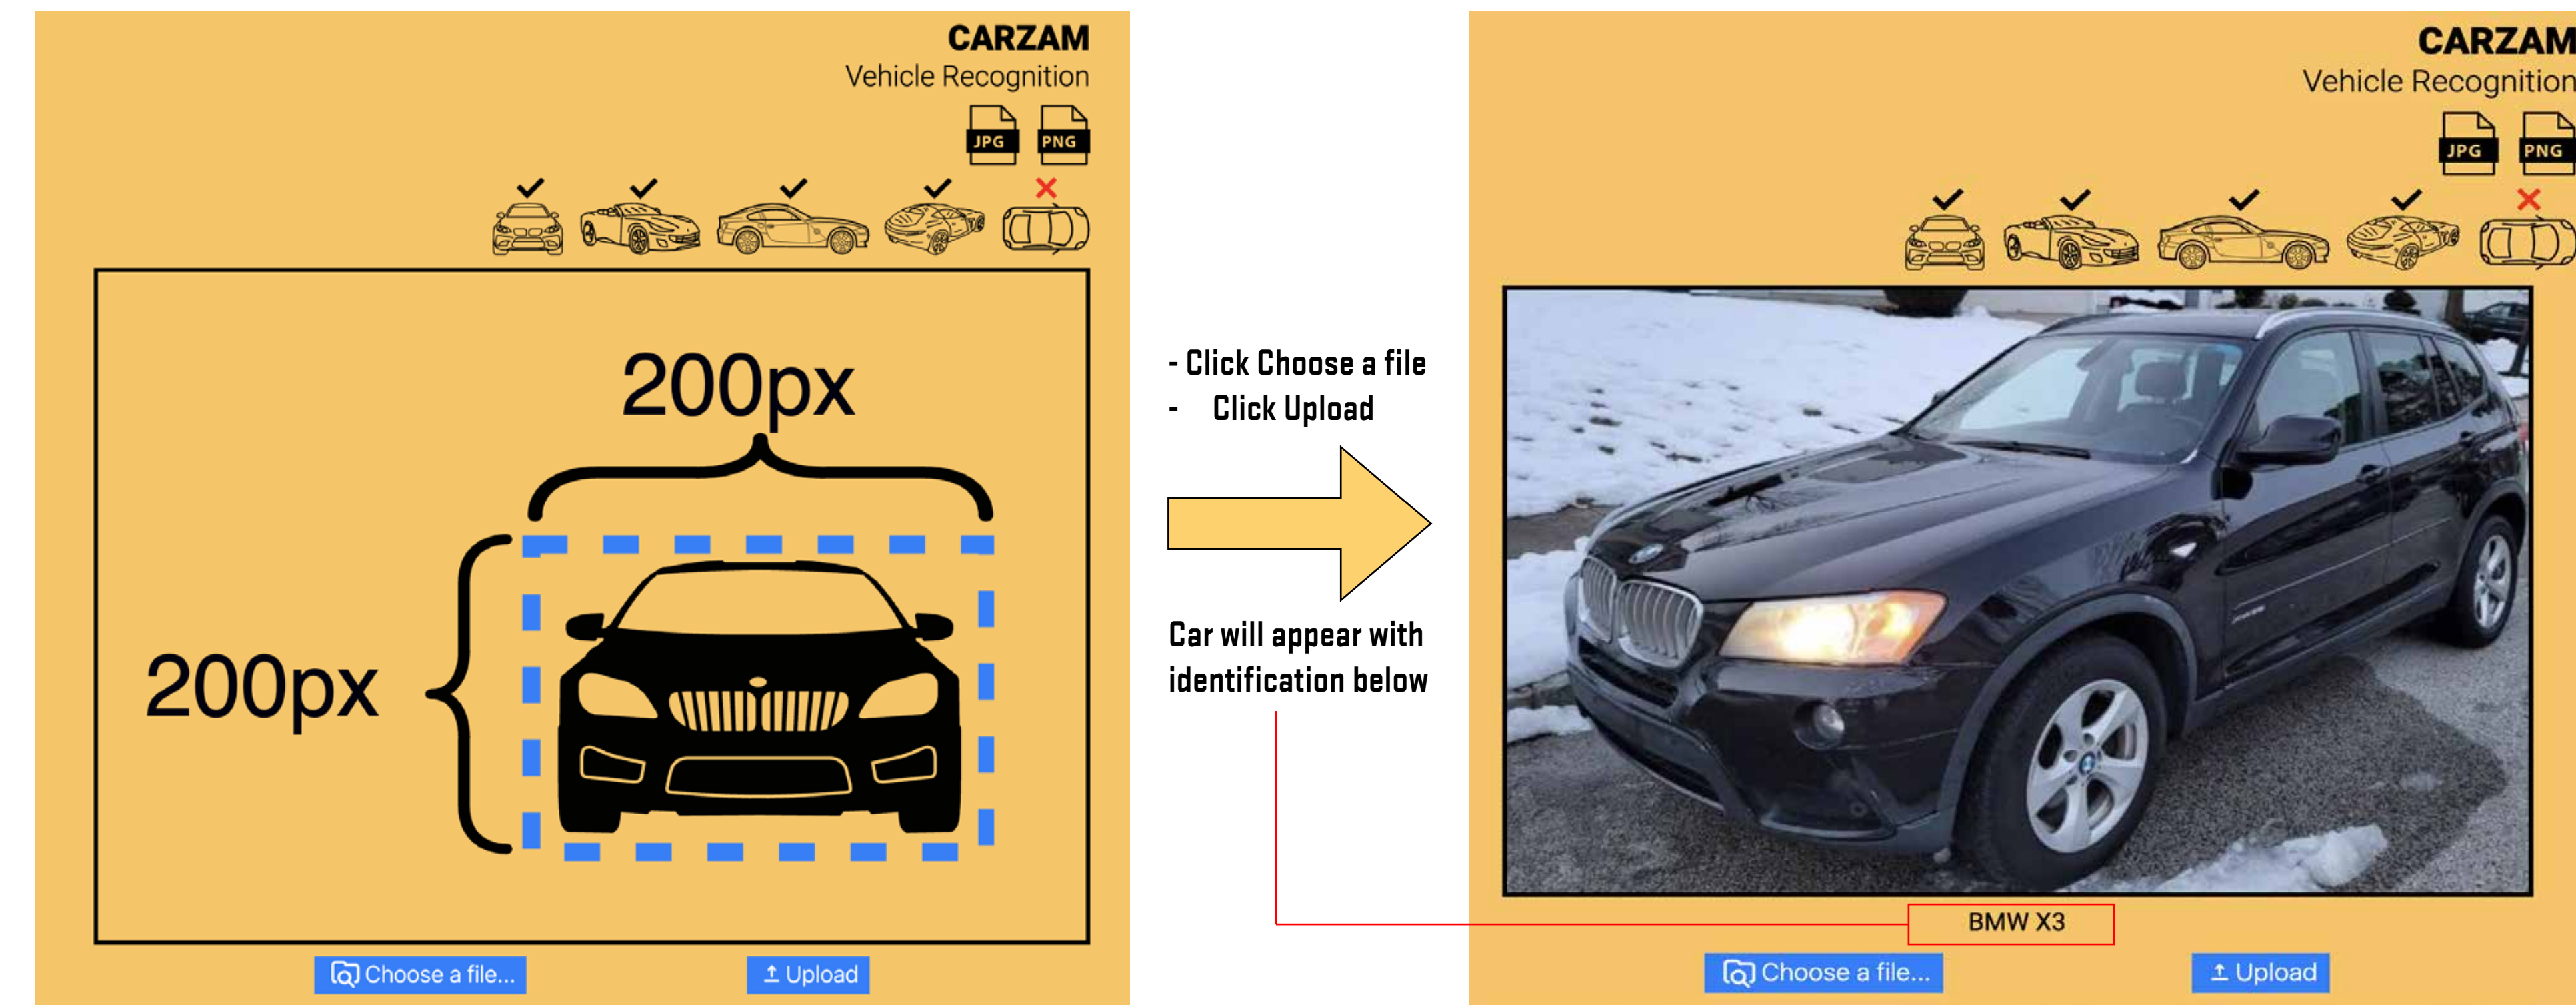 CARZAM
Vehicle Recognition
JPG PNG
200px
200px
Choose a file...
Upload
- Click Choose a file
- Click Upload
Car will appear with
identification below
CARZAM
Vehicle Recognition
JPG PNG
BMW X3
Choose a file...
Upload